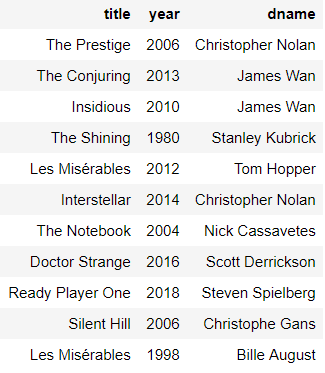 title year dname
The Prestige 2006 Christopher Nolan
The Conjuring 2013 James Wan
Insidious 2010 James Wan
The Shining 1980 Stanley Kubrick
Les Misérables 2012 Tom Hopper
Interstellar 2014 Christopher Nolan
The Notebook 2004 Nick Cassavetes
Doctor Strange 2016 Scott Derrickson
Ready Player One 2018 Steven Spielberg
Silent Hill 2006 Christophe Gans
Les Misérables 1998 Bille August